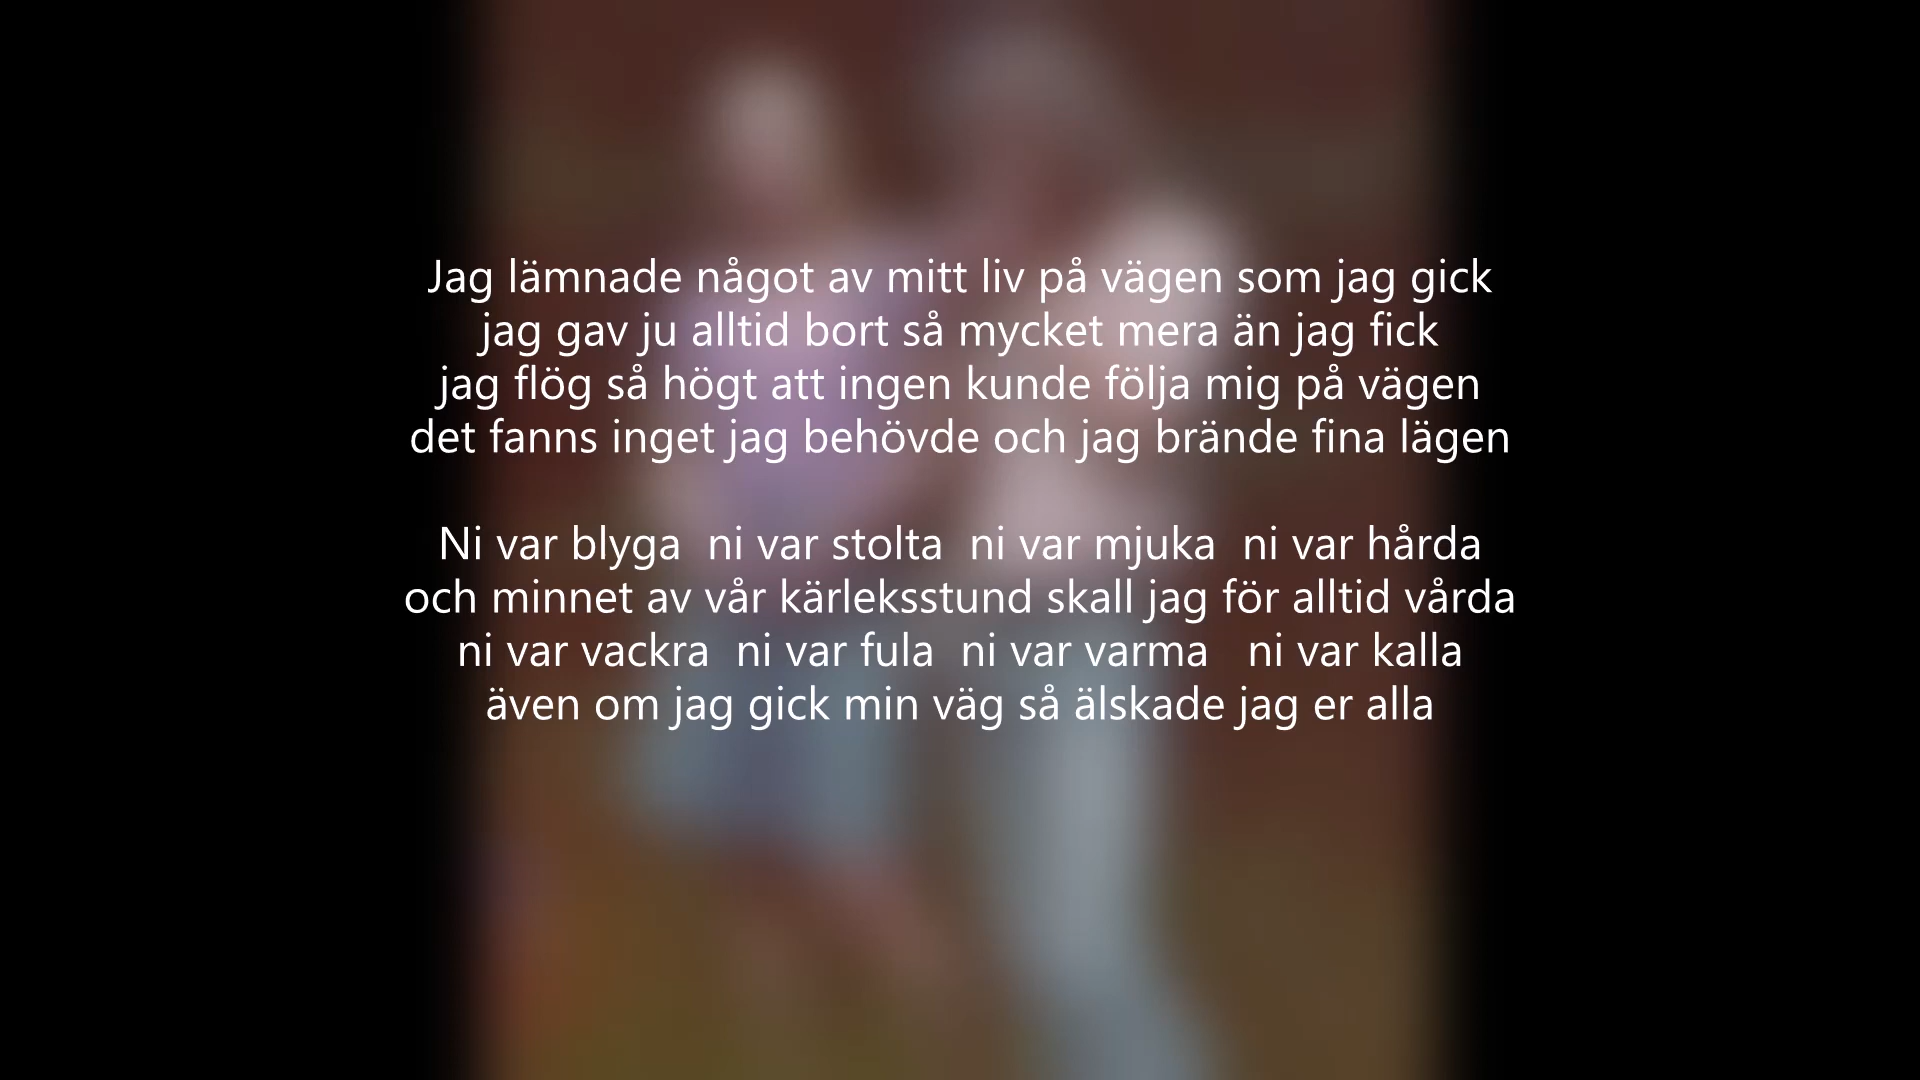 Jag lämnade något av mitt liv på vägen som jag gick
jag gav ju alltid bort så mycket mera än jag fick
jag flög så högt att ingen kunde följa mig på vägen
det fanns inget jag behövde och jag brände fina lägen
Ni var blyga  ni var stolta  ni var mjuka  ni var hårda
och minnet av vår kärleksstund skall jag för alltid vårda
ni var vackra  ni var fula  ni var varma   ni var kalla
även om jag gick min väg så älskade jag er alla